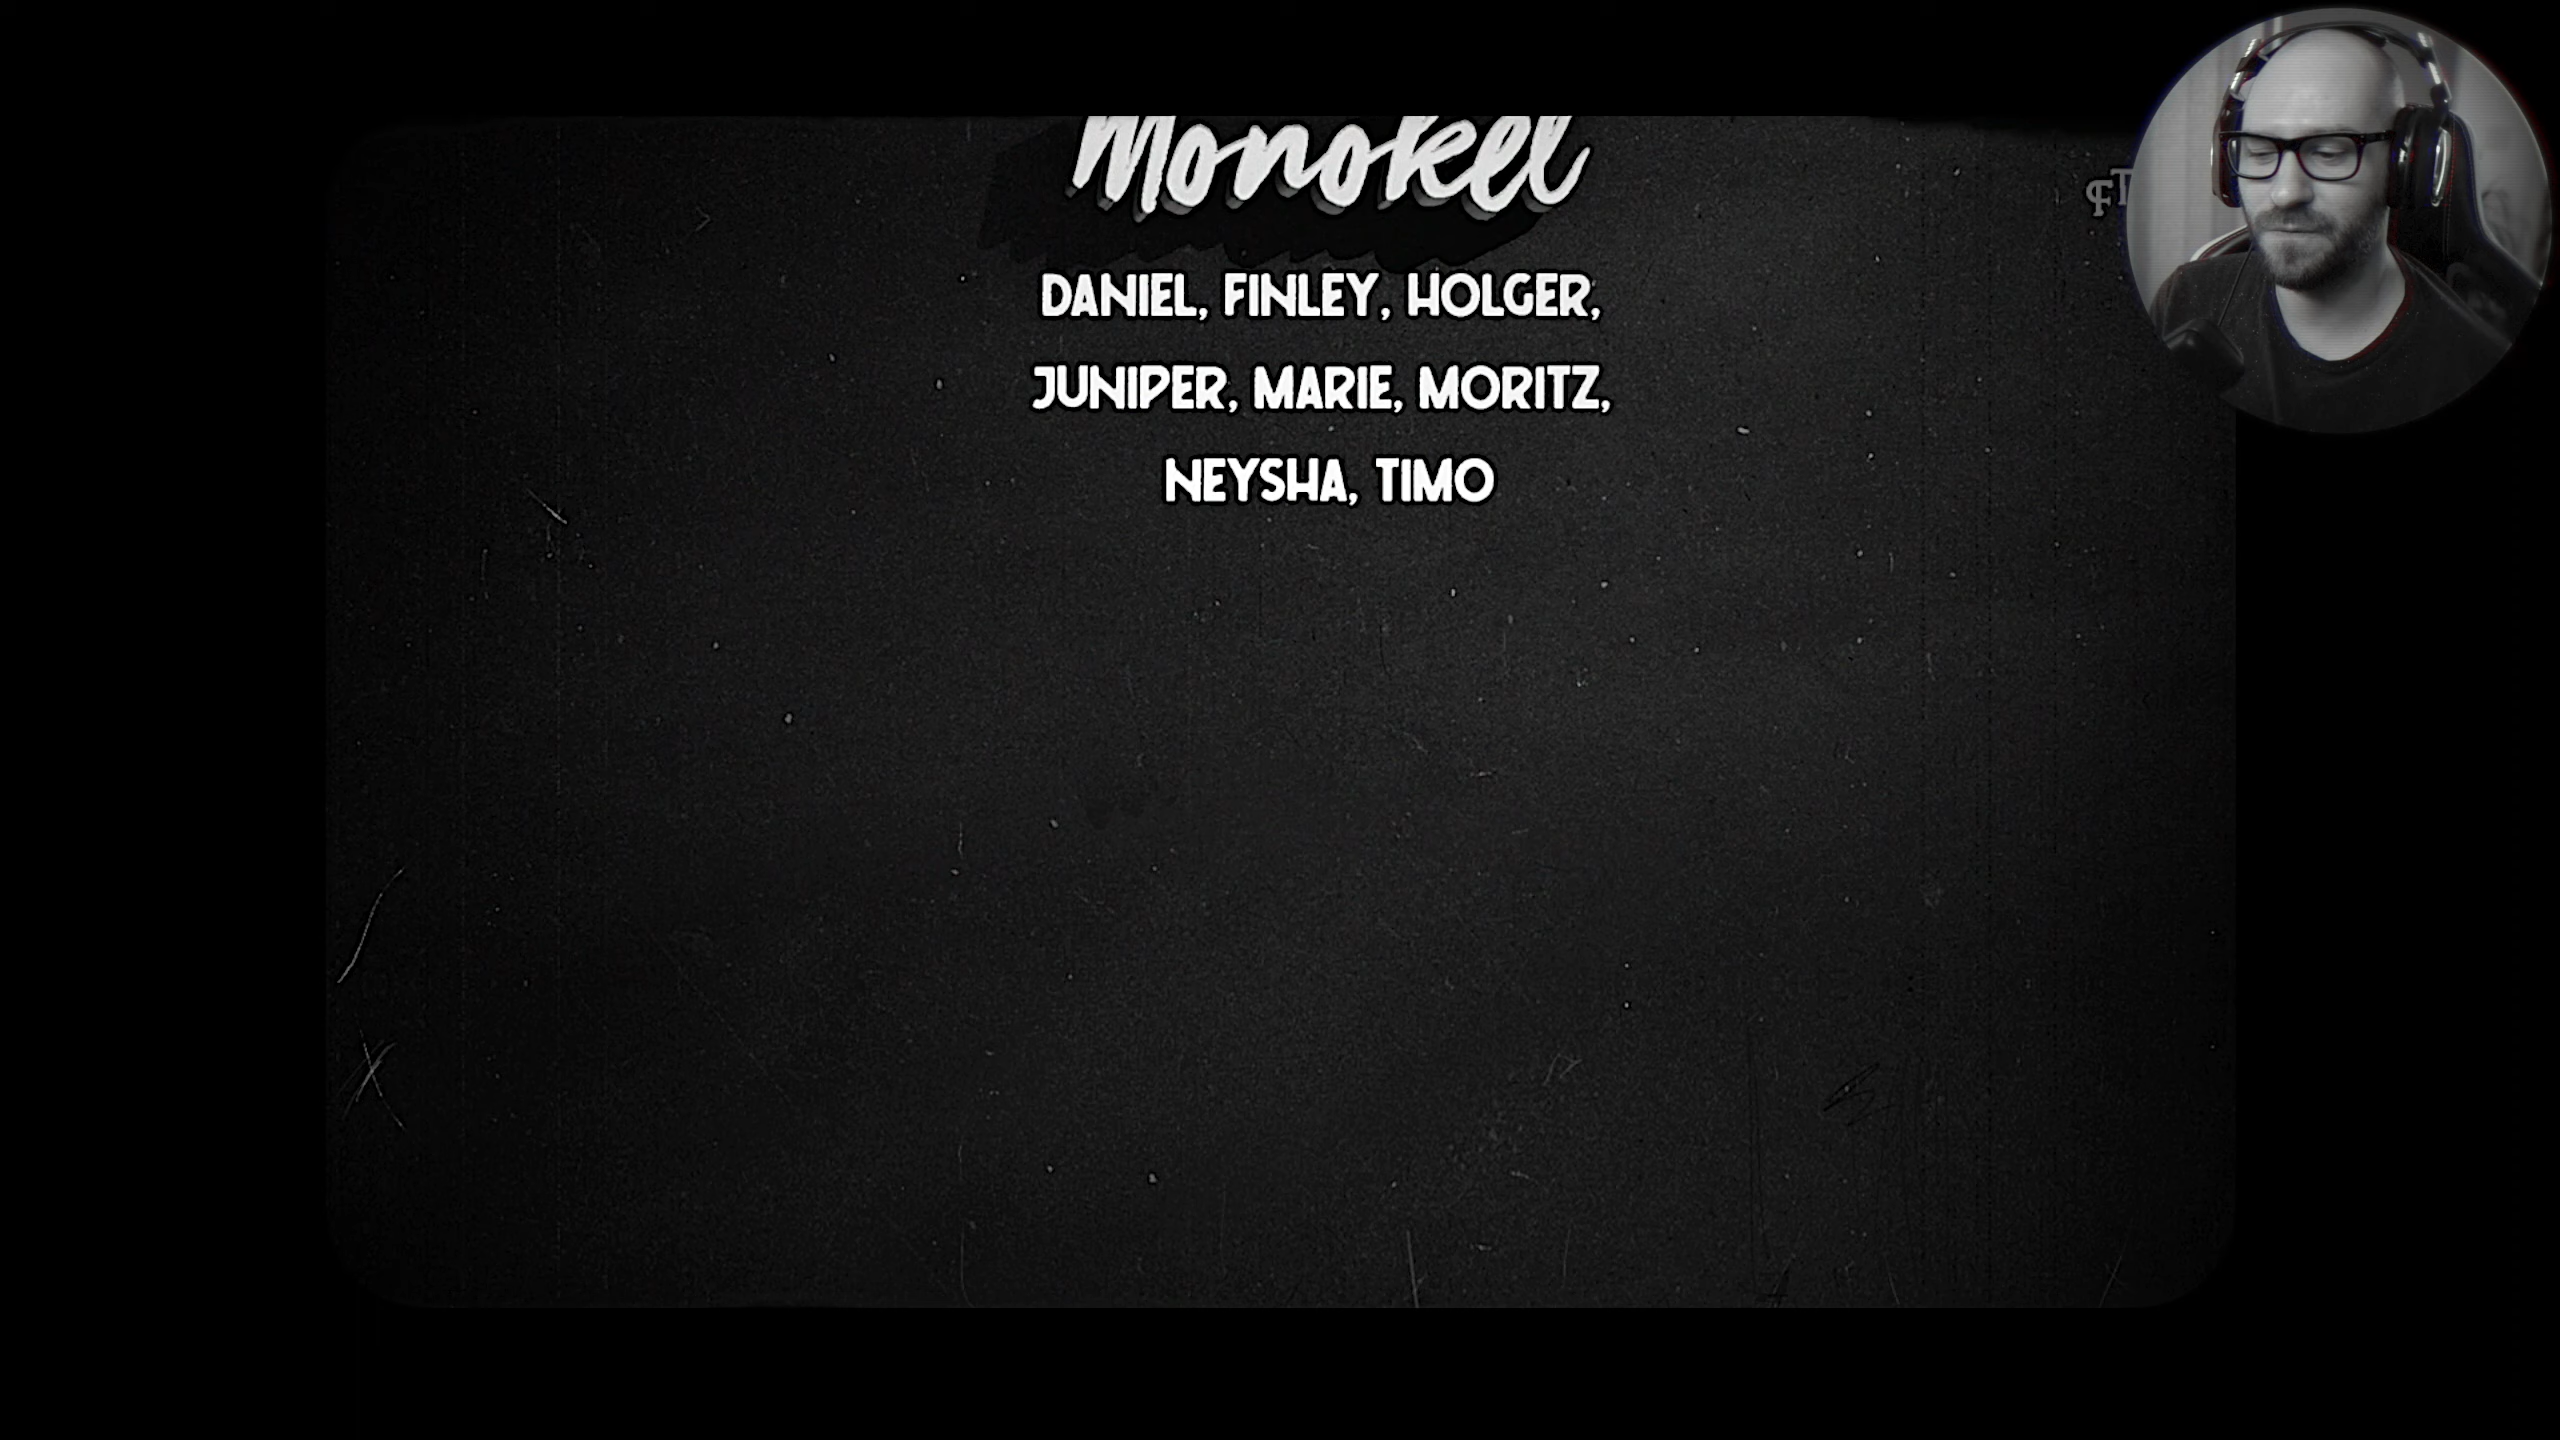 Monokel
DANIEL, FINLEY, HOLGER,
JUNIPER, MARIE, MORITZ,
NEYSHA, TIMO